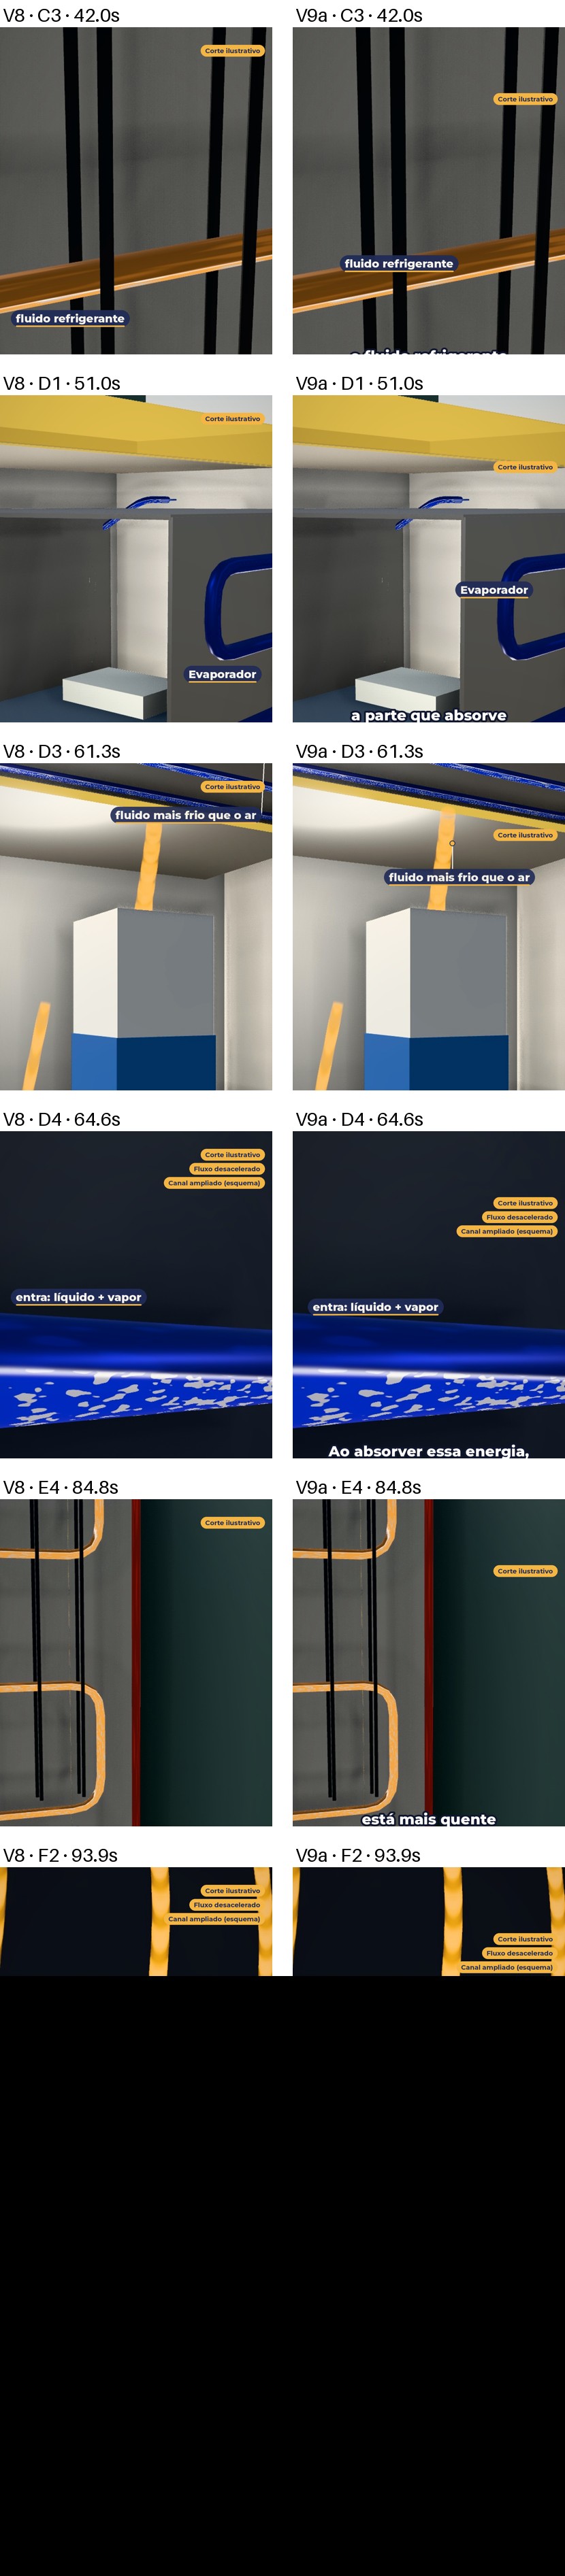 V8 · C3 · 42.0s
V9a · C3 · 42.0s
Corte ilustrativo
Corte ilustrativo
fluido refrigerante
fluido refrigerante
o fluido refrigerante
V8 · D1 · 51.0s
V9a · D1 · 51.0s
Corte ilustrativo
Corte ilustrativo
Evaporador
Evaporador
a parte que absorve
V8 · D3 · 61.3s
V9a · D3 · 61.3s
Corte ilustrativo
fluido mais frio que o ar
Corte ilustrativo
fluido mais frio que o ar
V8 · D4 · 64.6s
V9a · D4 · 64.6s
Corte ilustrativo
Fluxo desacelerado
Canal ampliado (esquema)
Corte ilustrativo
Fluxo desacelerado
Canal ampliado (esquema)
entra: líquido + vapor
entra: líquido + vapor
Ao absorver essa energia,
V8 · E4 · 84.8s
V9a · E4 · 84.8s
Corte ilustrativo
Corte ilustrativo
está mais quente
V8 · F2 · 93.9s
V9a · F2 · 93.9s
Corte ilustrativo
Fluxo desacelerado
Canal ampliado (esquema)
Corte ilustrativo
Fluxo desacelerado
Canal ampliado (esquema)